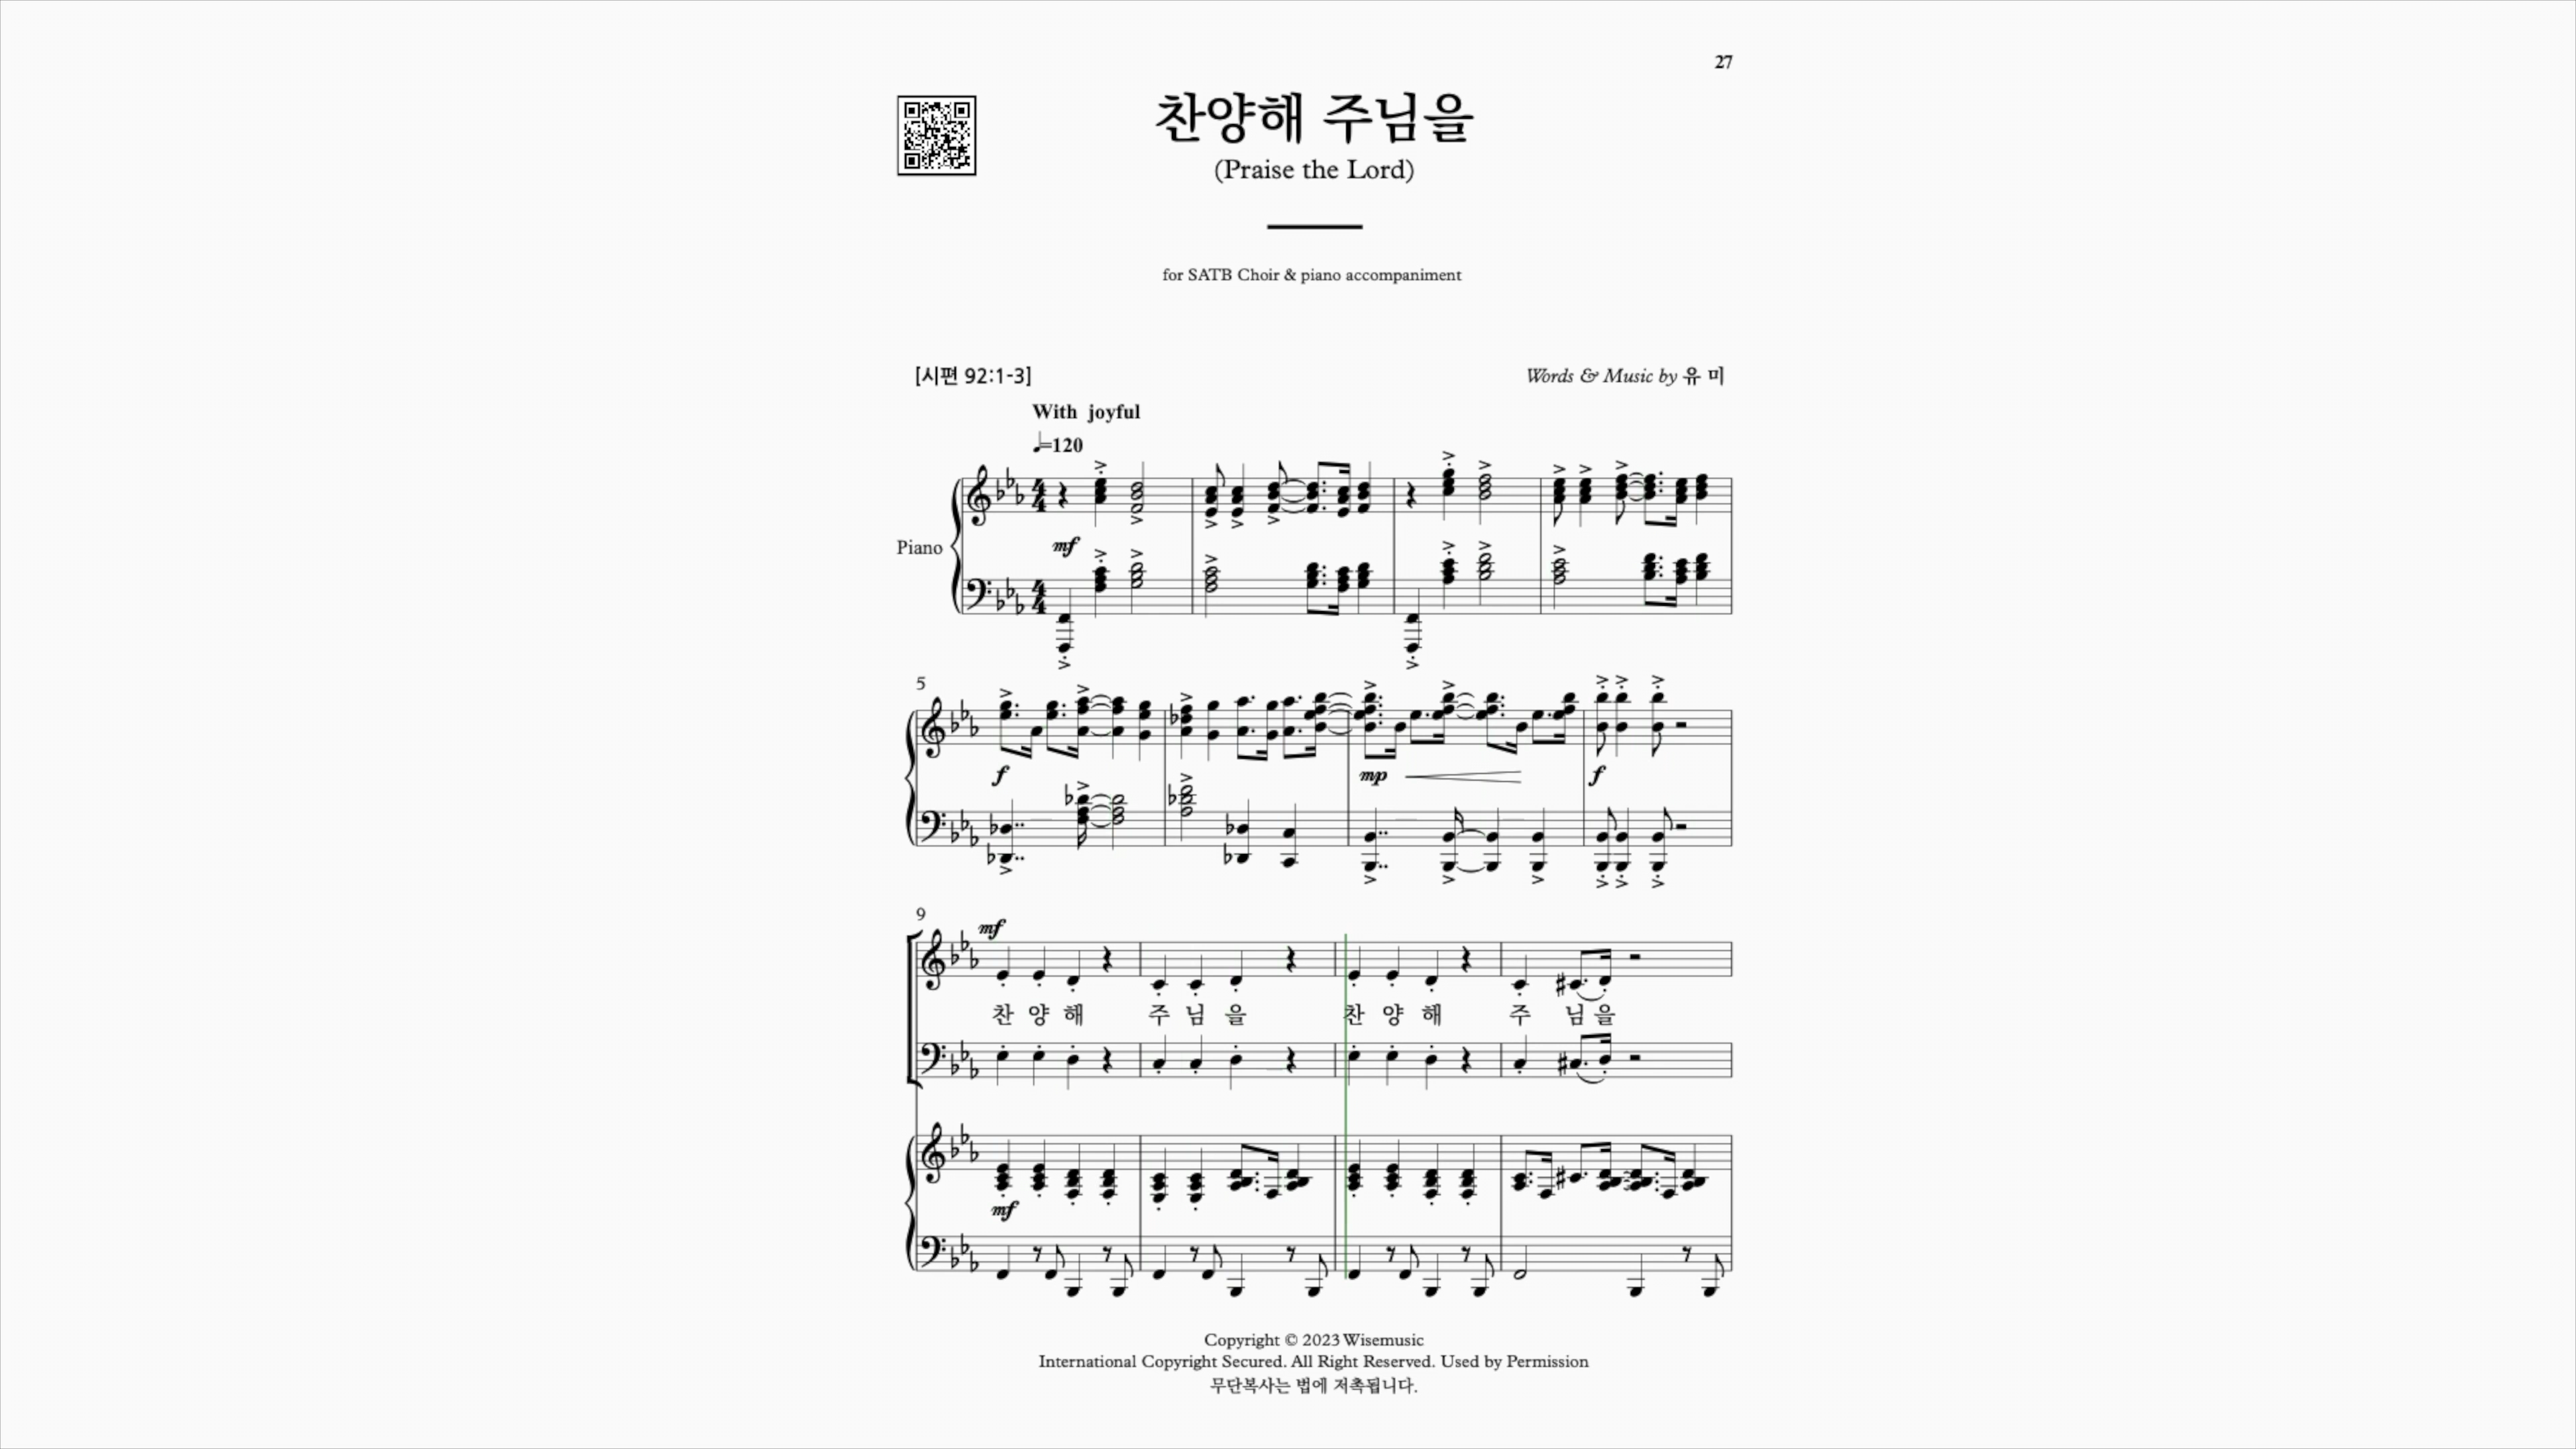 27
찬양해 주님을
(Praise the Lord)
for SATB Choir & piano accompaniment
[시편 92:1-3]
Words & Music by 유 미
With joyful
♩=120
Piano
mf
5
f
mp
f
9
mf
찬 양 해 주 님 을 찬 양 해 주 님 을
mf
Copyright © 2023 Wisemusic
International Copyright Secured. All Right Reserved. Used by Permission
무단복사는 법에 저촉됩니다.